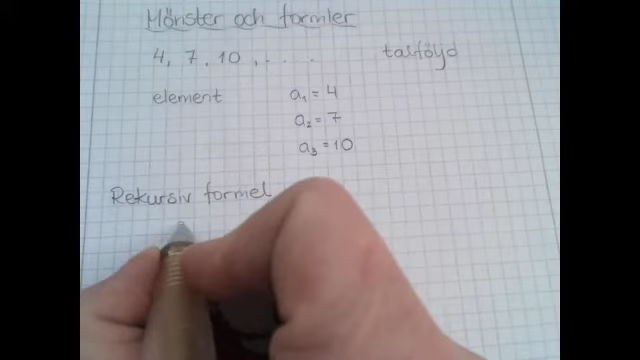 Mönster och formler
4, 7, 10, . . . . talföljd
element a₁ = 4
a₂ = 7
a₃ = 10
Rekursiv formel